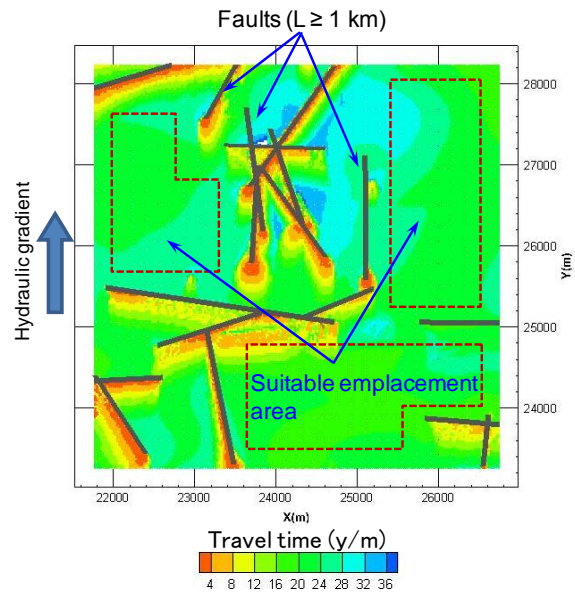 Faults (L ≥ 1 km)
Hydraulic gradient
28000
27000
26000
25000
24000
Y(m)
Suitable emplacement
area
22000 23000 24000 25000 26000
X(m)
Travel time (y/m)
4 8 12 16 20 24 28 32 36